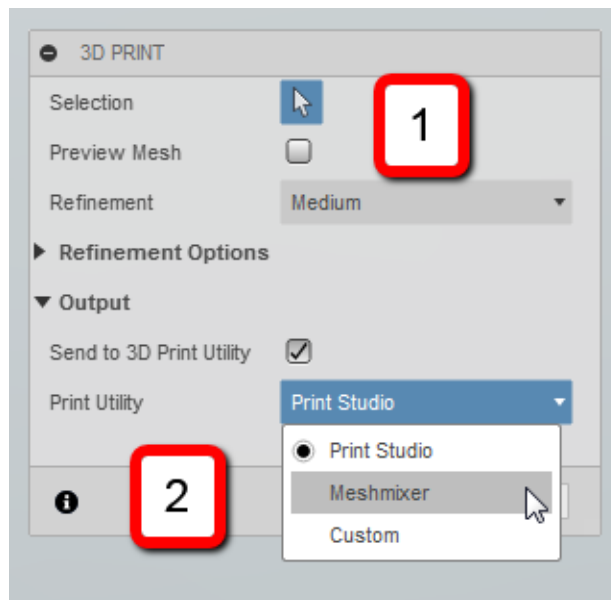 3D PRINT
Selection
1
Preview Mesh
Refinement Medium
Refinement Options
Output
Send to 3D Print Utility
Print Utility Print Studio
Print Studio
2
Meshmixer
Custom